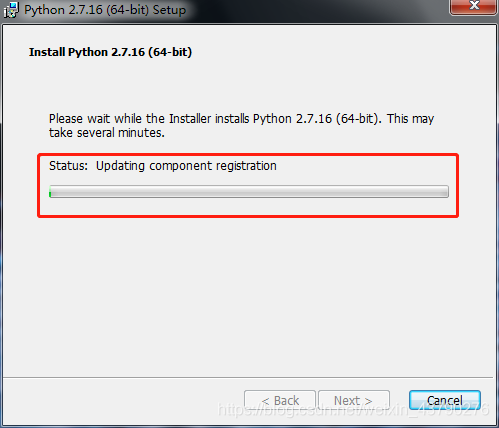 Python 2.7.16 (64-bit) Setup
Install Python 2.7.16 (64-bit)
Please wait while the Installer installs Python 2.7.16 (64-bit). This may
take several minutes.
Status: Updating component registration
< Back
Next >
Cancel
https://blog.csdn.net/weixin_43790276